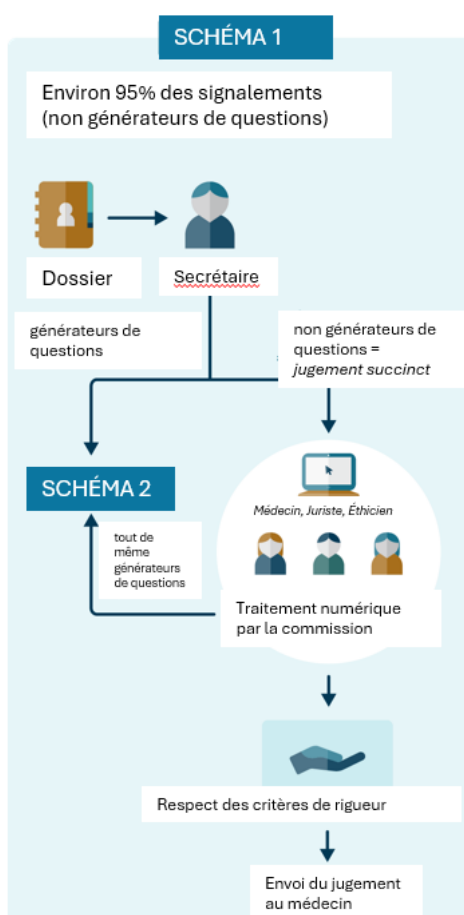 SCHÉMA 1
Environ 95% des signalements
(non générateurs de questions)
Dossier
Secrétaire
générateurs de
questions
non générateurs de
questions =
jugement succinct
SCHÉMA 2
Médecin, Juriste, Éthicien
tout de
même
générateurs
de questions
Traitement numérique
par la commission
Respect des critères de rigueur
Envoi du jugement
au médecin